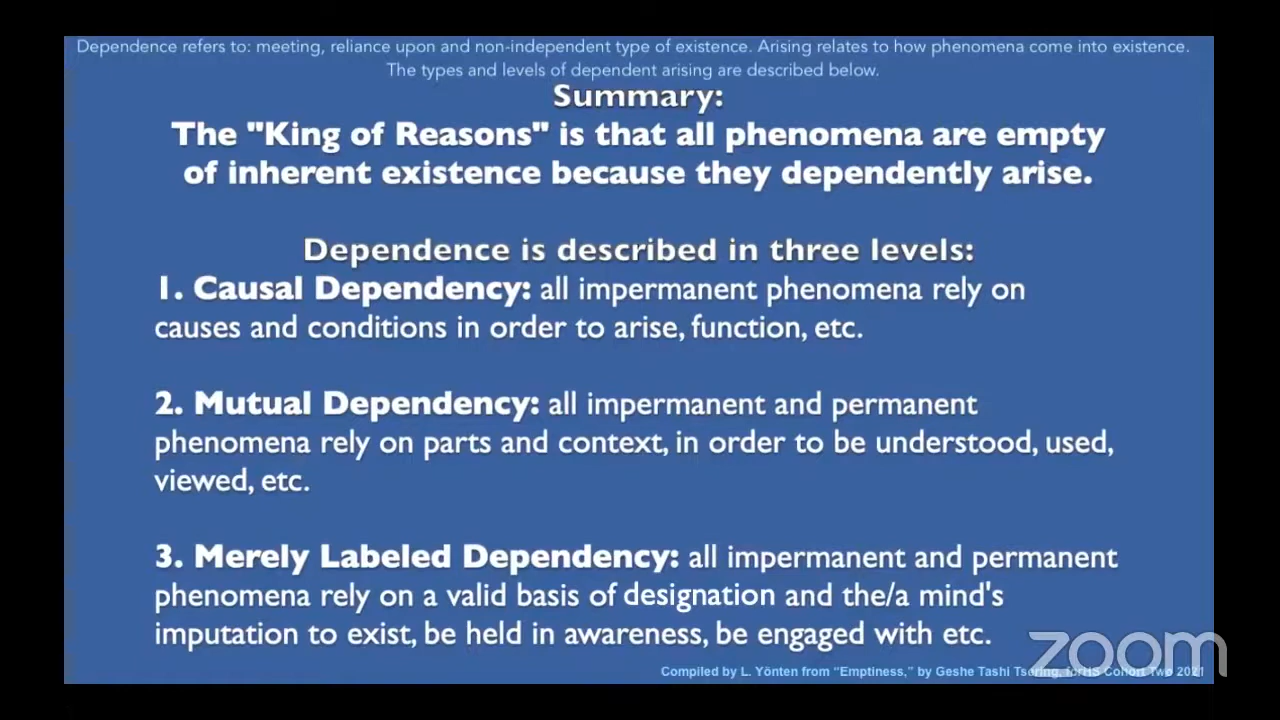 Dependence refers to: meeting, reliance upon and non-independent type of existence. Arising relates to how phenomena come into existence.
The types and levels of dependent arising are described below.
Summary:
The "King of Reasons" is that all phenomena are empty
of inherent existence because they dependently arise.
Dependence is described in three levels:
1. Causal Dependency: all impermanent phenomena rely on
causes and conditions in order to arise, function, etc.
2. Mutual Dependency: all impermanent and permanent
phenomena rely on parts and context, in order to be understood, used,
viewed, etc.
3. Merely Labeled Dependency: all impermanent and permanent
phenomena rely on a valid basis of designation and the/a mind's
imputation to exist, be held in awareness, be engaged with etc.
zoom
Compiled by L. Yönten from “Emptiness,” by Geshe Tashi Tsering, forHS Cohort Two 2021